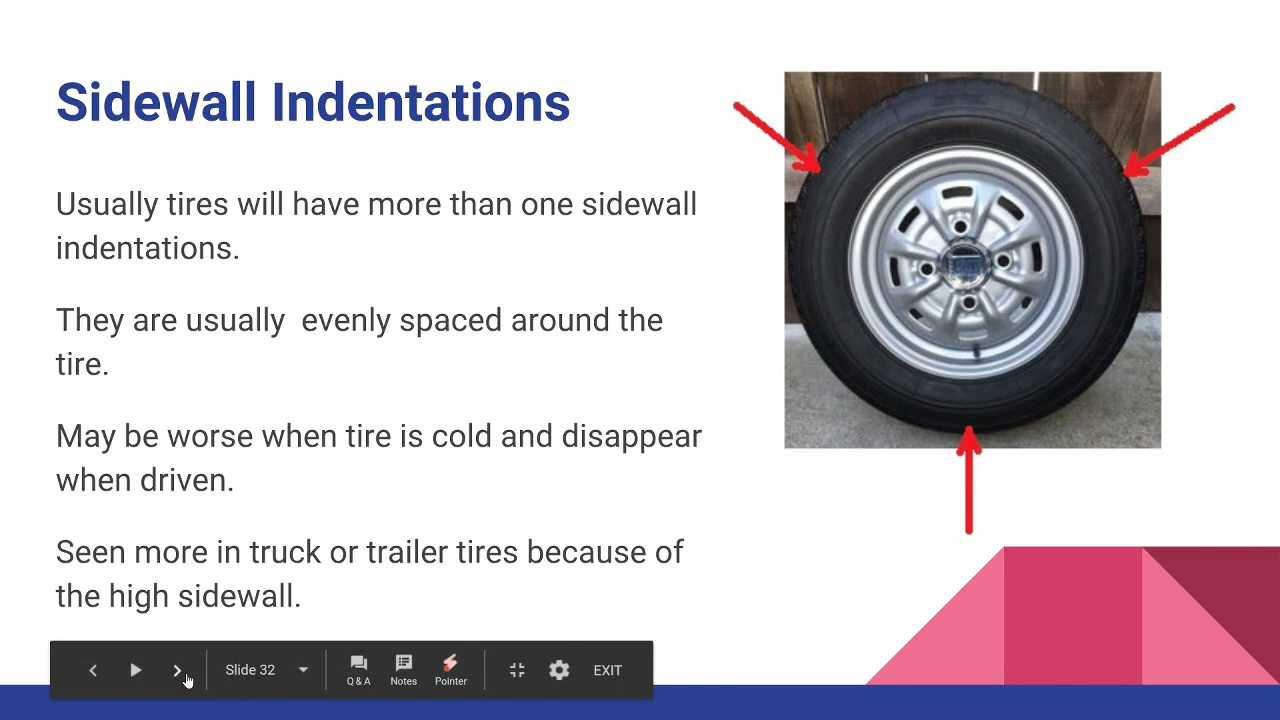 Sidewall Indentations
Usually tires will have more than one sidewall
indentations.
They are usually  evenly spaced around the
tire.
May be worse when tire is cold and disappear
when driven.
Seen more in truck or trailer tires because of
the high sidewall.
Slide 32
Q & A
Notes
Pointer
EXIT